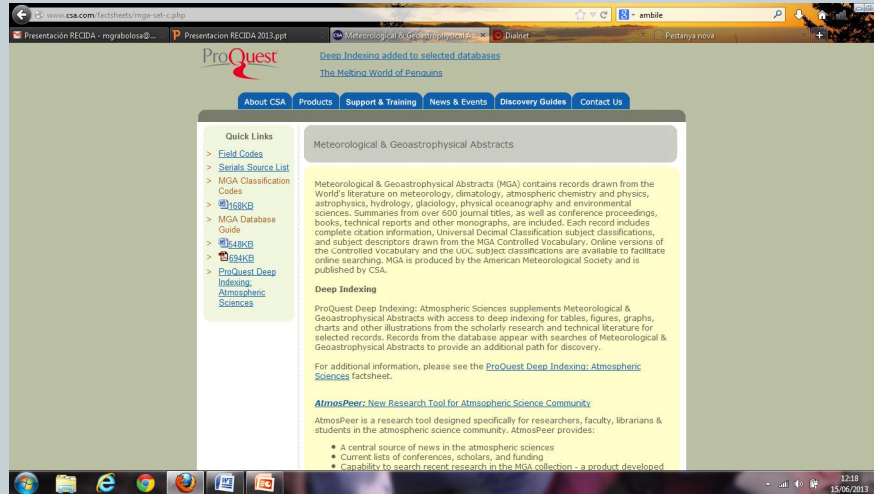 www.csa.com/factsheets/mga-set-c.php
ambile
Presentación RECIDA - mgrabolosa@...
Presentacion RECIDA 2013.ppt
CSA Meteorological & Geoastrophysical A...
Dialnet
Pestanya nova
ProQuest
Deep Indexing added to selected databases
The Melting World of Penguins
About CSA
Products
Support & Training
News & Events
Discovery Guides
Contact Us
Quick Links
> Field Codes
> Serials Source List
> MGA Classification
Codes
> 168KB
> MGA Database
Guide
> 548KB
> 694KB
> ProQuest Deep
Indexing:
Atmospheric
Sciences
Meteorological & Geoastrophysical Abstracts
Meteorological & Geoastrophysical Abstracts (MGA) contains records drawn from the
World's literature on meteorology, climatology, atmospheric chemistry and physics,
astrophysics, hydrology, glaciology, physical oceanography and environmental
sciences. Summaries from over 600 journal titles, as well as conference proceedings,
books, technical reports and other monographs, are included. Each record includes
complete citation information, Universal Decimal Classification subject classifications,
and subject descriptors drawn from the MGA Controlled Vocabulary. Online versions of
the Controlled Vocabulary and the UDC subject classifications are available to facilitate
online searching. MGA is produced by the American Meteorological Society and is
published by CSA.
Deep Indexing
ProQuest Deep Indexing: Atmospheric Sciences supplements Meteorological &
Geoastrophysical Abstracts with access to deep indexing for tables, figures, graphs,
charts and other illustrations from the scholarly research and technical literature for
selected records. Records from the database appear with searches of Meteorological &
Geoastrophysical Abstracts to provide an additional path for discovery.
For additional information, please see the ProQuest Deep Indexing: Atmospheric
Sciences factsheet.
AtmosPeer: New Research Tool for Atmsopheric Science Community
AtmosPeer is a research tool designed specifically for researchers, faculty, librarians &
students in the atmospheric science community. AtmosPeer provides:
● A central source of news in the atmospheric sciences
● Current lists of conferences, scholars, and funding
● Capability to search recent research in the MGA collection - a product developed
12:18
15/06/2013